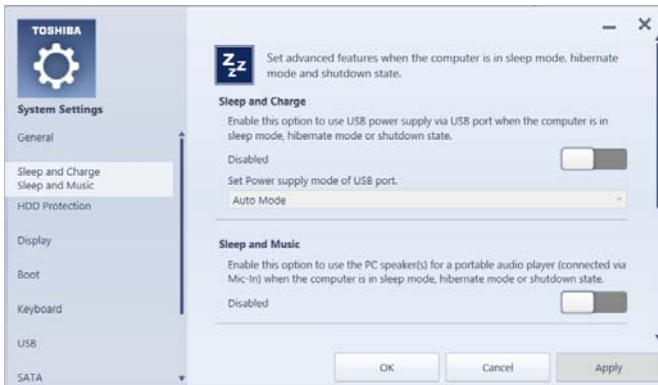 TOSHIBA
System Settings
General
Sleep and Charge
Sleep and Music
HDD Protection
Display
Boot
Keyboard
USB
SATA
Zzz
Set advanced features when the computer is in sleep mode. hibernate
mode and shutdown state.
Sleep and Charge
Enable this option to use USB power supply via USB port when the computer is in
sleep mode, hibernate mode or shutdown state.
Disabled
Set Power supply mode of USB port.
Auto Mode
Sleep and Music
Enable this option to use the PC speaker(s) for a portable audio player (connected via
Mic-In) when the computer is in sleep mode, hibernate mode or shutdown state.
Disabled
OK
Cancel
Apply